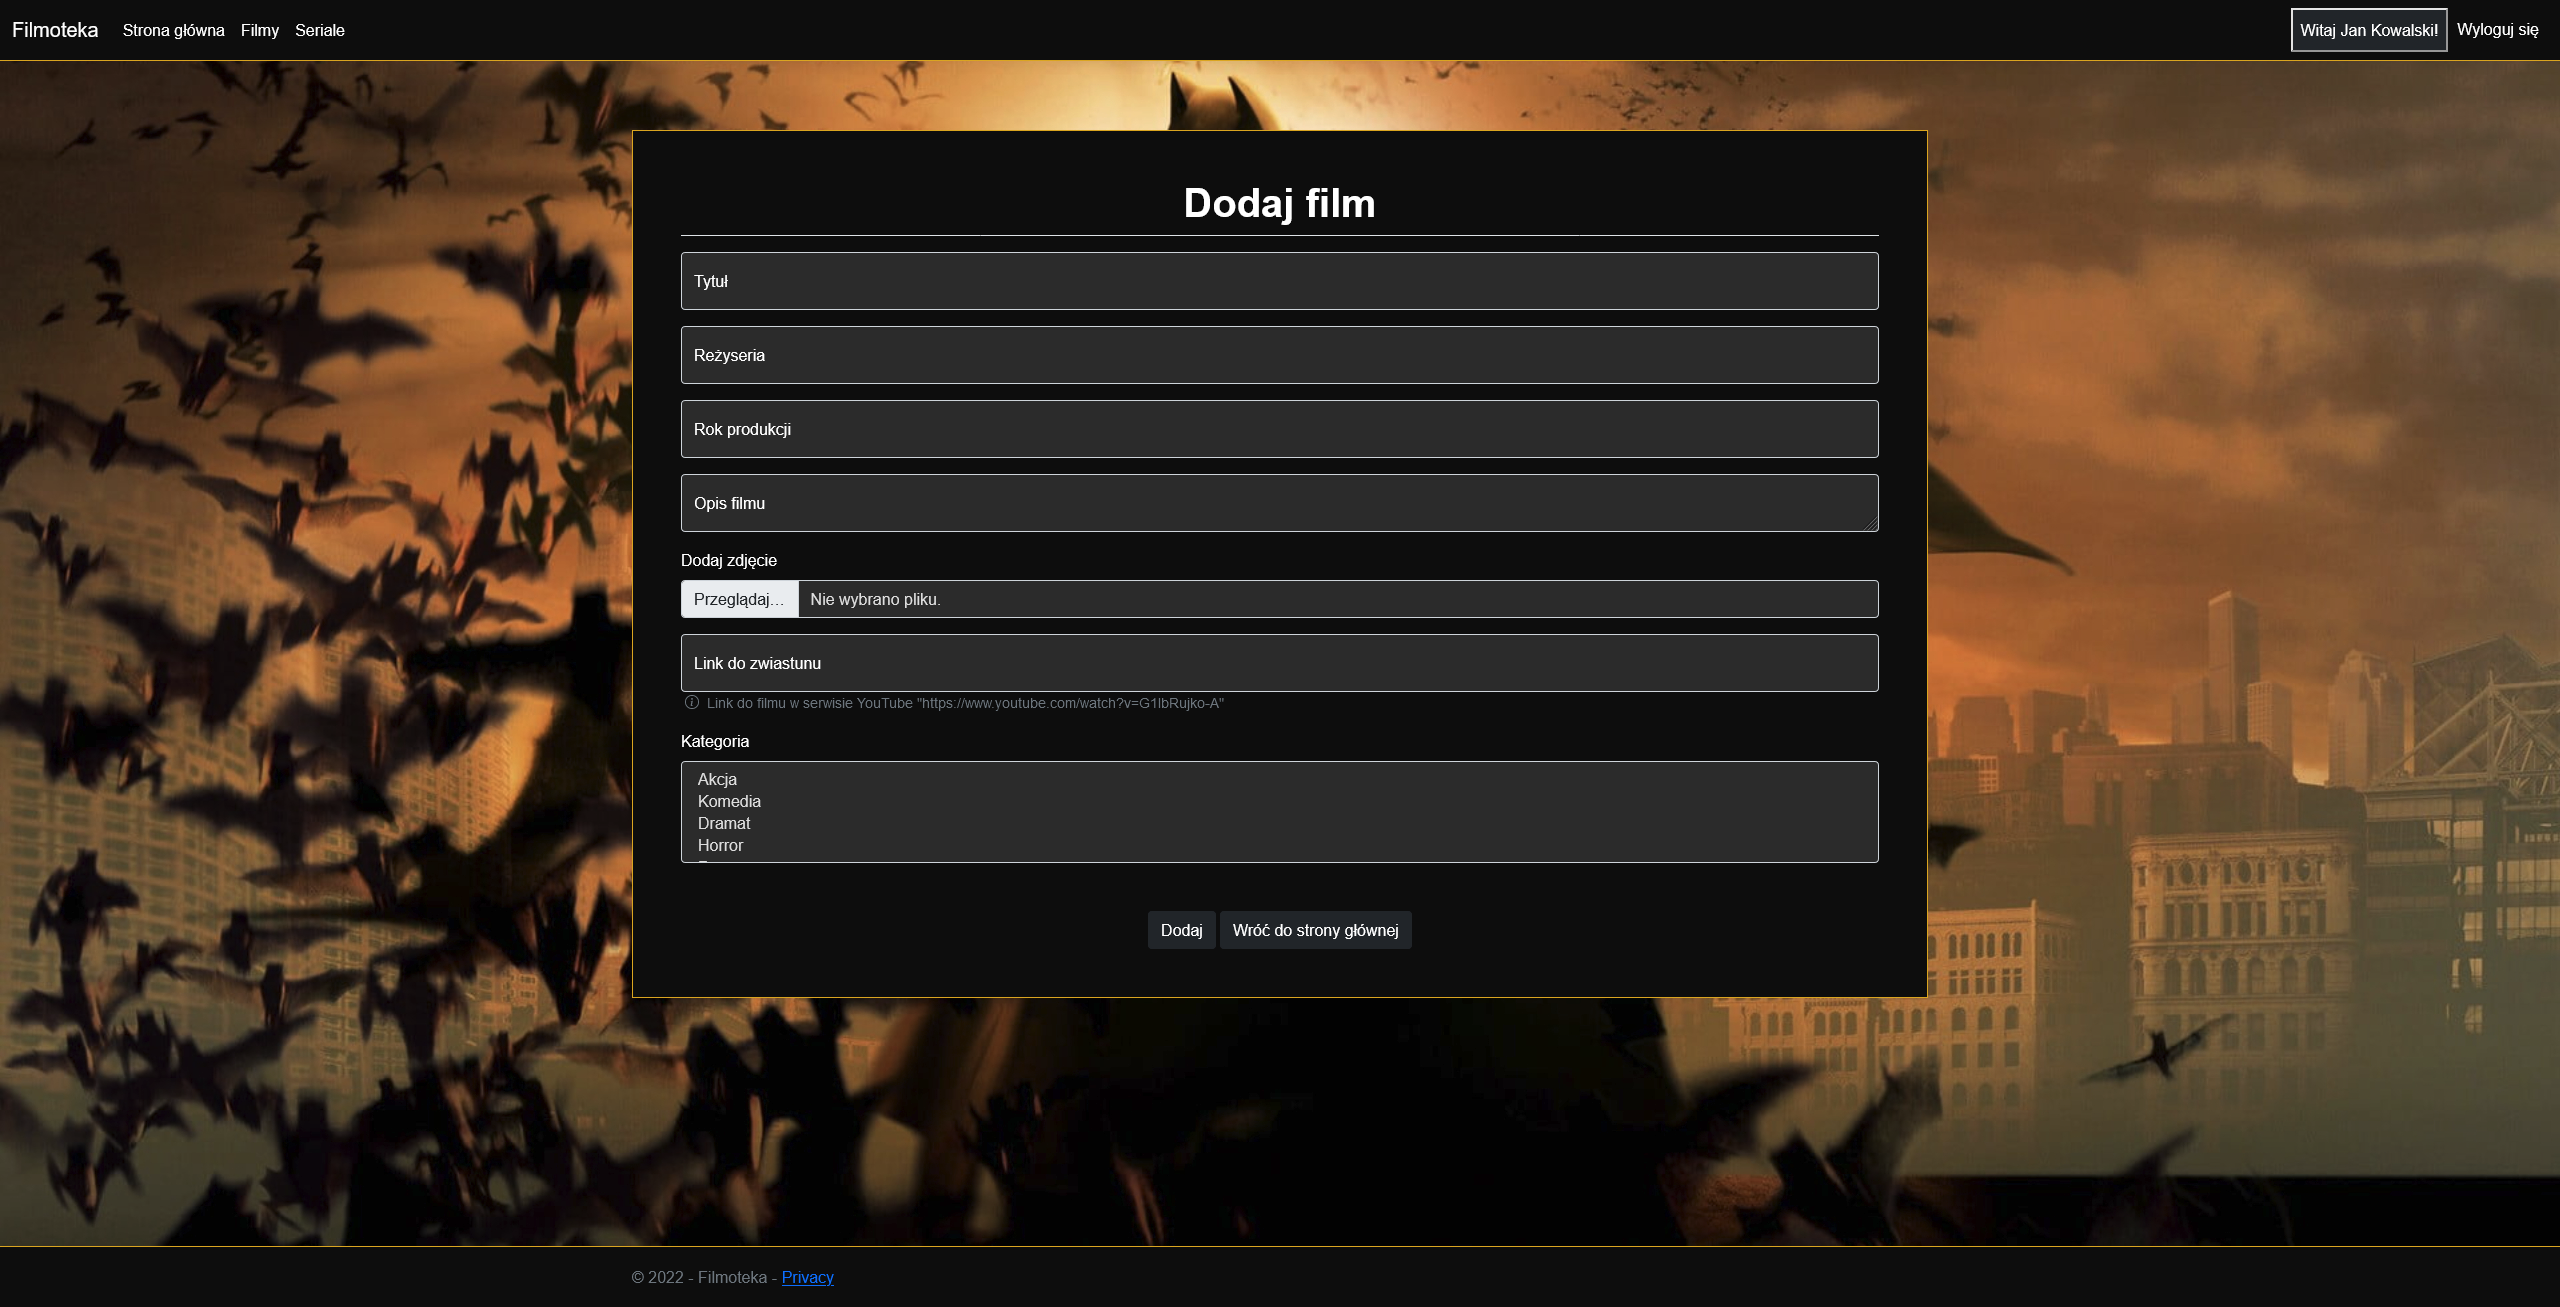 Filmoteka Strona główna Filmy Seriale Witaj Jan Kowalski! Wyloguj się
Dodaj film
Tytuł
Reżyseria
Rok produkcji
Opis filmu
Dodaj zdjęcie
Przeglądaj... Nie wybrano pliku.
Link do zwiastunu
Link do filmu w serwisie YouTube "https://www.youtube.com/watch?v=G1lbRujko-A"
Kategoria
Akcja
Komedia
Dramat
Horror
Dodaj Wróć do strony głównej
© 2022 - Filmoteka - Privacy